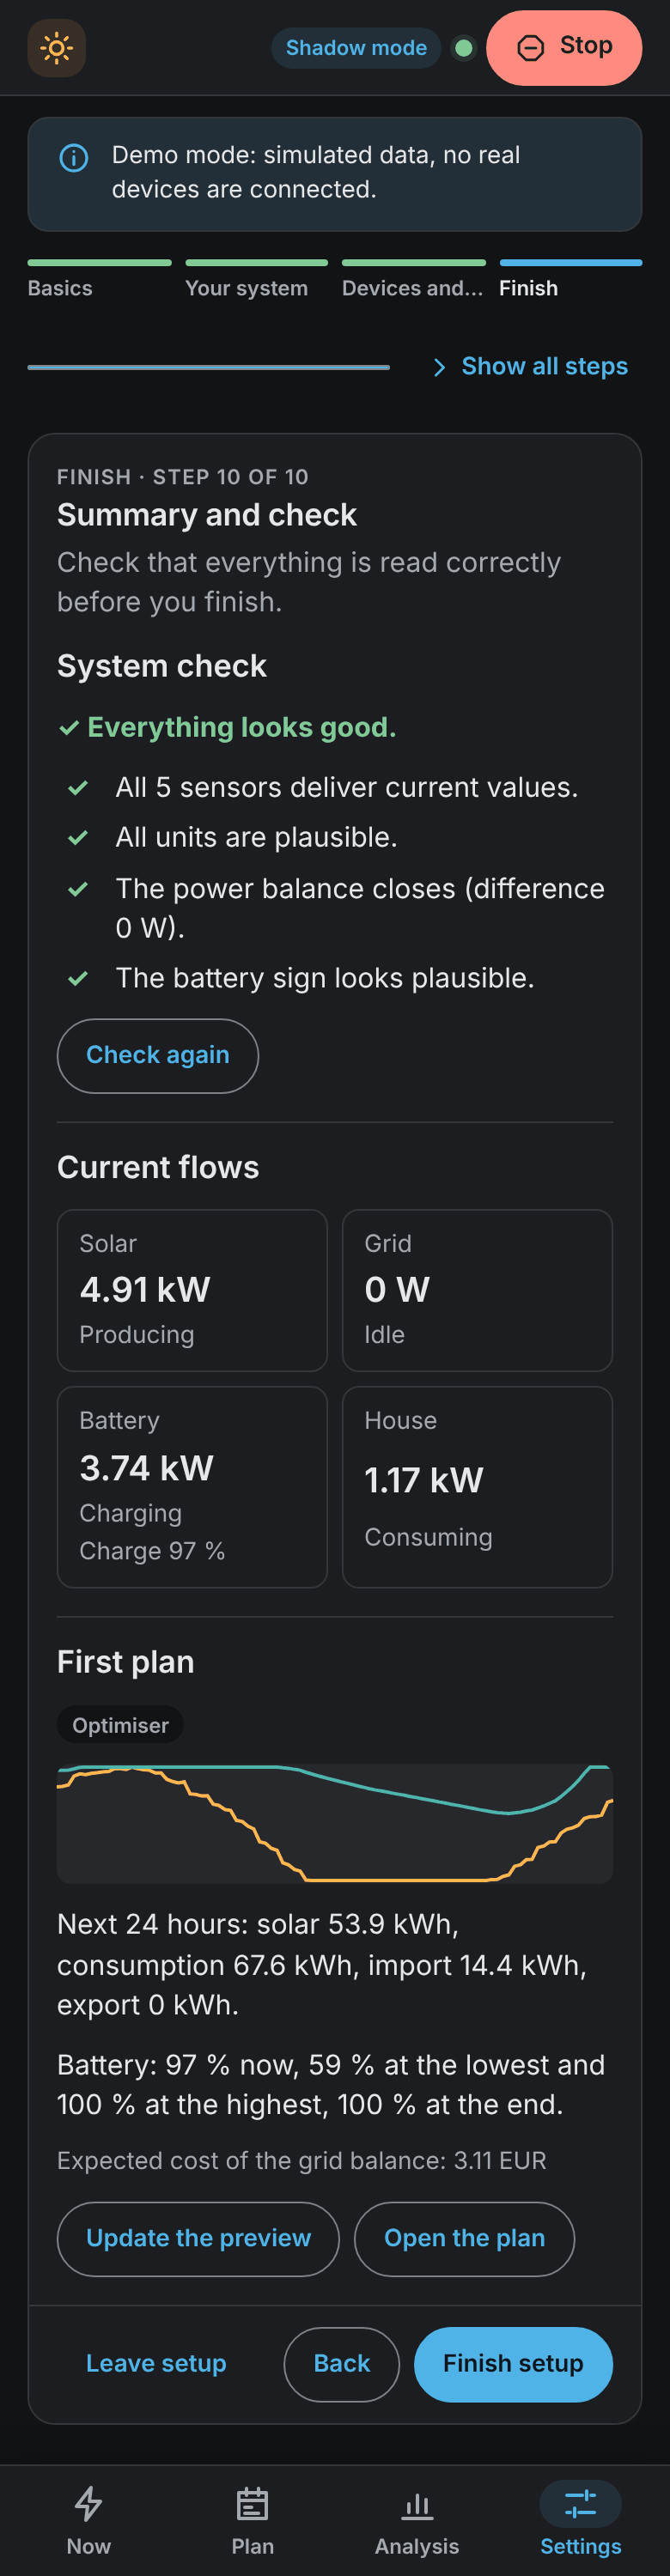 Shadow mode
Stop
Demo mode: simulated data, no real
devices are connected.
Basics
Your system
Devices and...
Finish
Show all steps
FINISH · STEP 10 OF 10
Summary and check
Check that everything is read correctly
before you finish.
System check
Everything looks good.
All 5 sensors deliver current values.
All units are plausible.
The power balance closes (difference
0 W).
The battery sign looks plausible.
Check again
Current flows
Solar
4.91 kW
Producing
Grid
0 W
Idle
Battery
3.74 kW
Charging
Charge 97 %
House
1.17 kW
Consuming
First plan
Optimiser
Next 24 hours: solar 53.9 kWh,
consumption 67.6 kWh, import 14.4 kWh,
export 0 kWh.
Battery: 97 % now, 59 % at the lowest and
100 % at the highest, 100 % at the end.
Expected cost of the grid balance: 3.11 EUR
Update the preview
Open the plan
Leave setup
Back
Finish setup
Now
Plan
Analysis
Settings